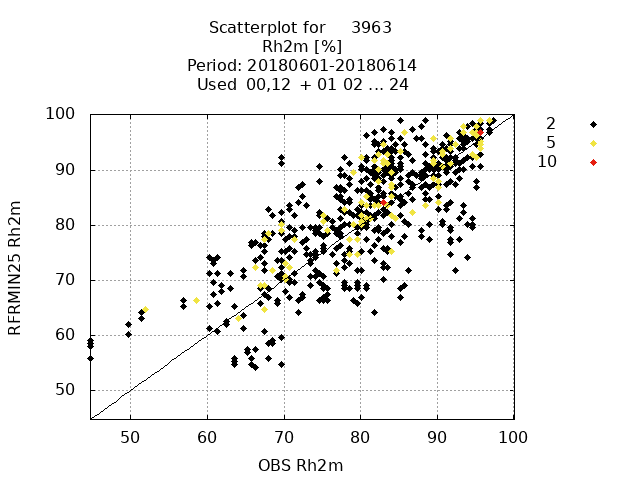 Scatterplot for 3963
Rh2m [%]
Period: 20180601-20180614
Used 00,12 + 01 02 ... 24
2
5
10
RFRMIN25 Rh2m
100
90
80
70
60
50
50 60 70 80 90 100
OBS Rh2m